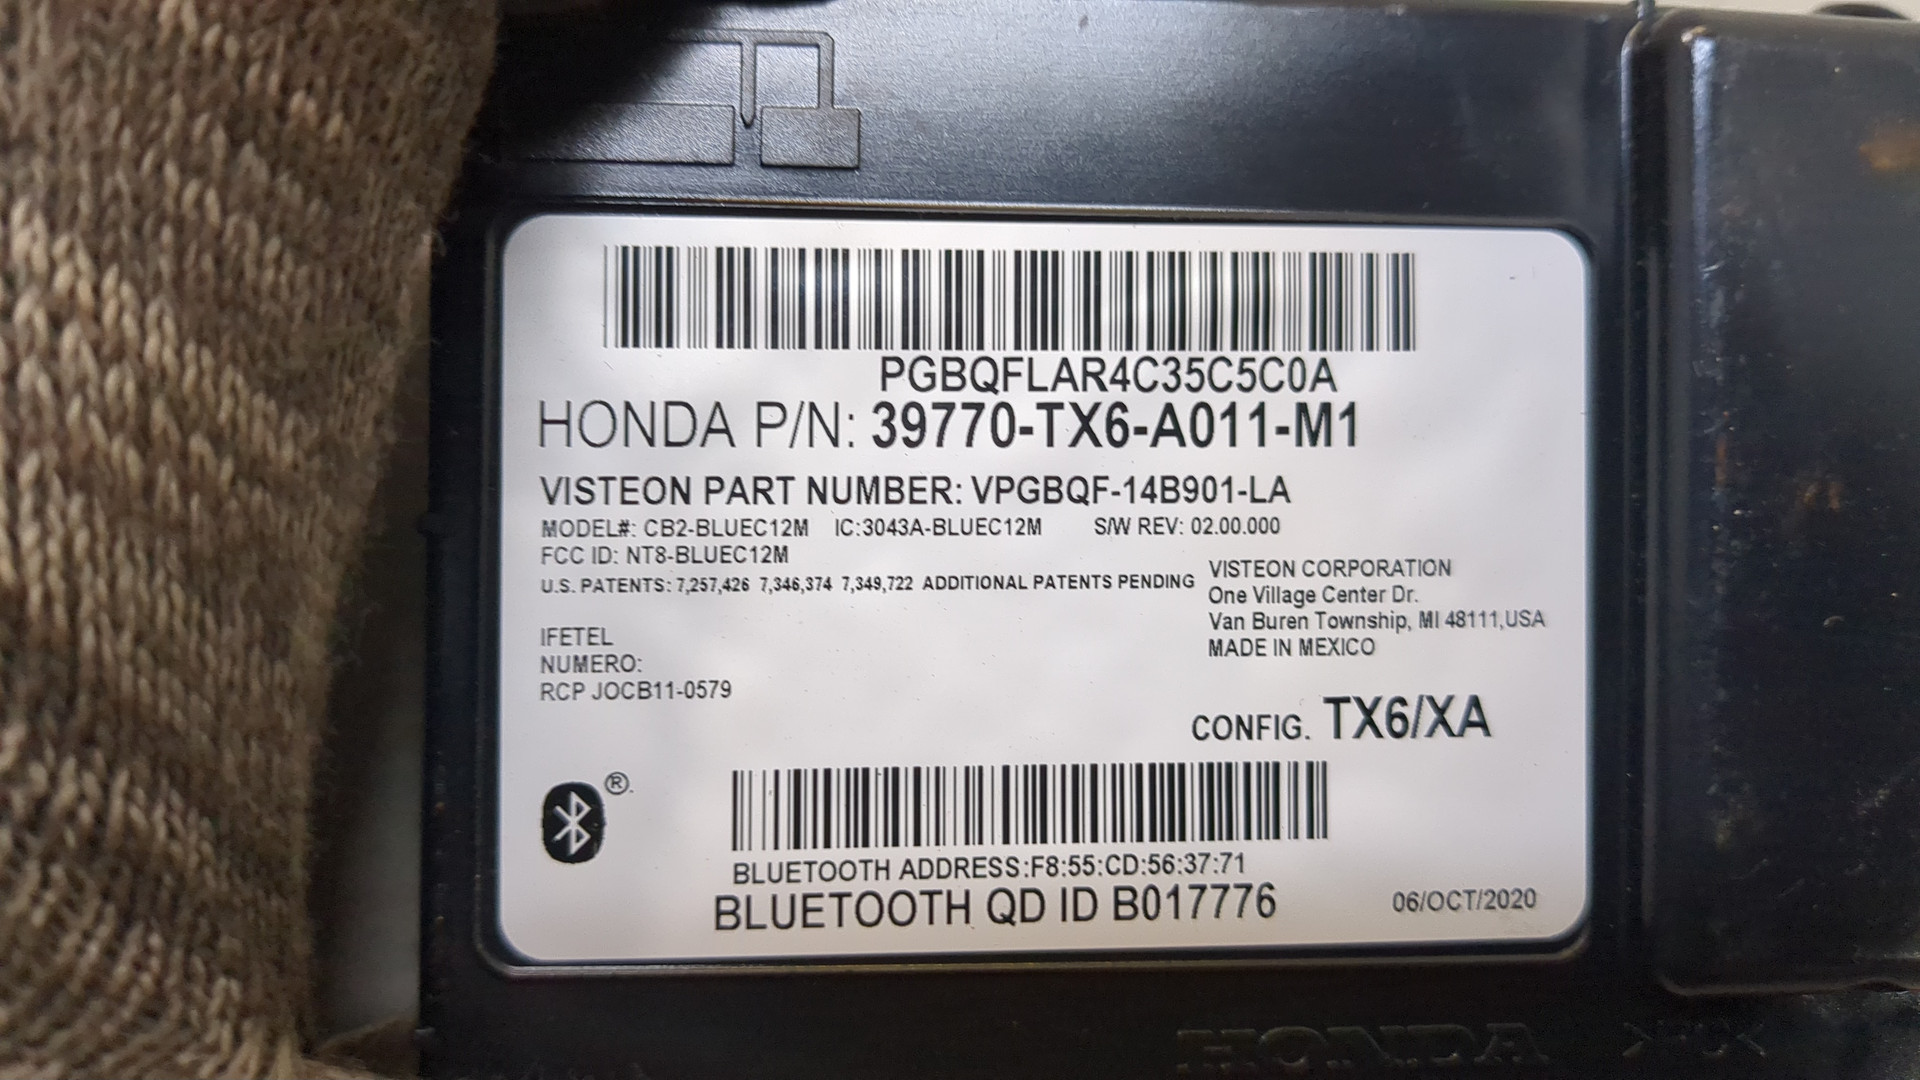 PGBQFLAR4C35C5C0A
HONDA P/N: 39770-TX6-A011-M1
VISTEON PART NUMBER: VPGBQF-14B901-LA
MODEL#: CB2-BLUEC12M IC:3043A-BLUEC12M S/W REV: 02.00.000
FCC ID: NT8-BLUEC12M
U.S. PATENTS: 7,257,426 7,346,374 7,349,722 ADDITIONAL PATENTS PENDING
VISTEON CORPORATION
One Village Center Dr.
Van Buren Township, MI 48111,USA
MADE IN MEXICO
IFETEL
NUMERO:
RCP JOCB11-0579
CONFIG. TX6/XA
®.
BLUETOOTH ADDRESS:F8:55:CD:56:37:71
BLUETOOTH QD ID B017776
06/OCT/2020
HONDA